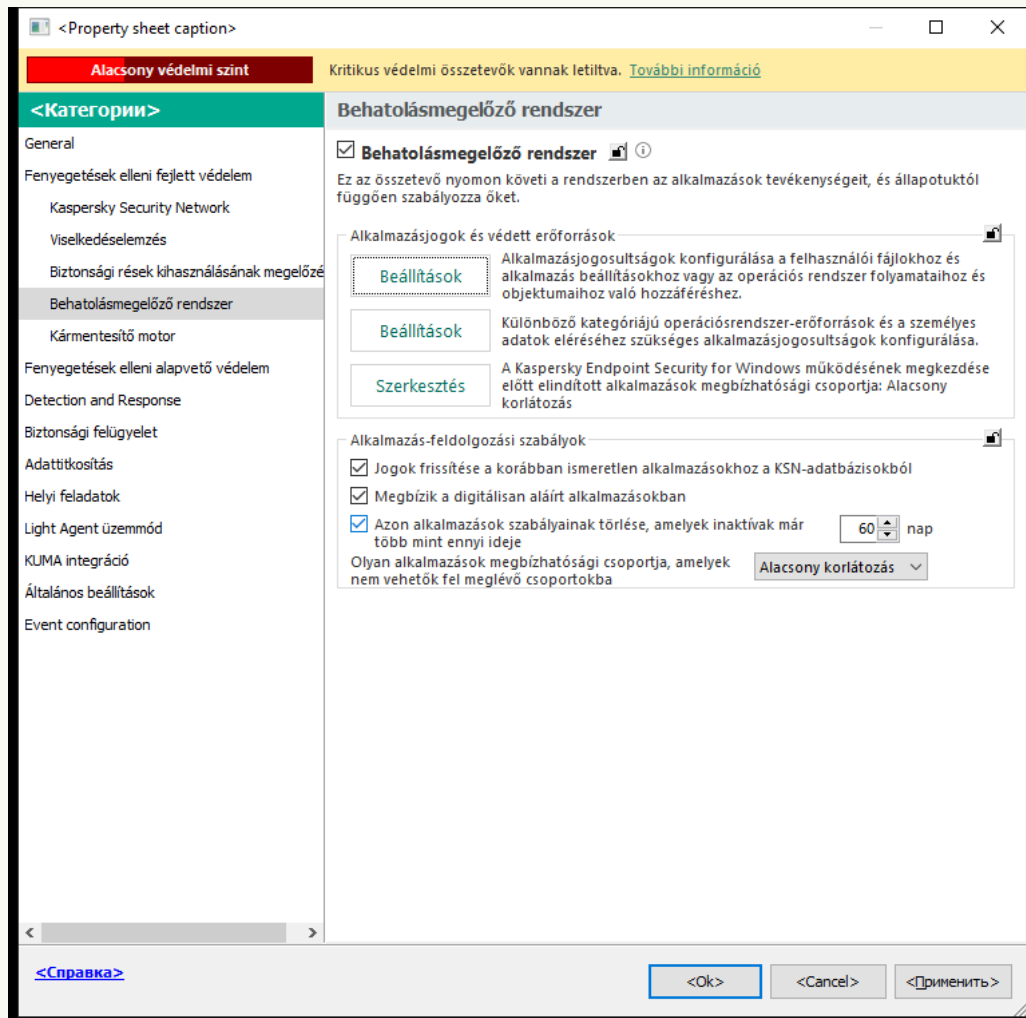 <Property sheet caption>
Alacsony védelmi szint
Kritikus védelmi összetevők vannak letiltva. További információ
<Категории>
General
Fenyegetések elleni fejlett védelem
Kaspersky Security Network
Viselkedéselemzés
Biztonsági rések kihasználásának megelőzé
Behatolásmegelőző rendszer
Kármentesítő motor
Fenyegetések elleni alapvető védelem
Detection and Response
Biztonsági felügyelet
Adattitkosítás
Helyi feladatok
Light Agent üzemmód
KUMA integráció
Általános beállítások
Event configuration
Behatolásmegelőző rendszer
Behatolásmegelőző rendszer
Ez az összetevő nyomon követi a rendszerben az alkalmazások tevékenységeit, és állapotuktól
függően szabályozza őket.
Alkalmazásjogok és védett erőforrások
Beállítások
Alkalmazásjogosultságok konfigurálása a felhasználói fájlokhoz és
alkalmazás beállításokhoz vagy az operációs rendszer folyamataihoz és
objektumaihoz való hozzáféréshez.
Beállítások
Különböző kategóriájú operációsrendszer-erőforrások és a személyes
adatok eléréséhez szükséges alkalmazásjogosultságok konfigurálása.
Szerkesztés
A Kaspersky Endpoint Security for Windows működésének megkezdése
előtt elindított alkalmazások megbízhatósági csoportja: Alacsony
korlátozás
Alkalmazás-feldolgozási szabályok
Jogok frissítése a korábban ismeretlen alkalmazásokhoz a KSN-adatbázisokból
Megbízik a digitálisan aláírt alkalmazásokban
Azon alkalmazások szabályainak törlése, amelyek inaktívak már
több mint ennyi ideje
60 nap
Olyan alkalmazások megbízhatósági csoportja, amelyek
nem vehetők fel meglévő csoportokba
Alacsony korlátozás
<Справка>
<Ok>
<Cancel>
<Применить>